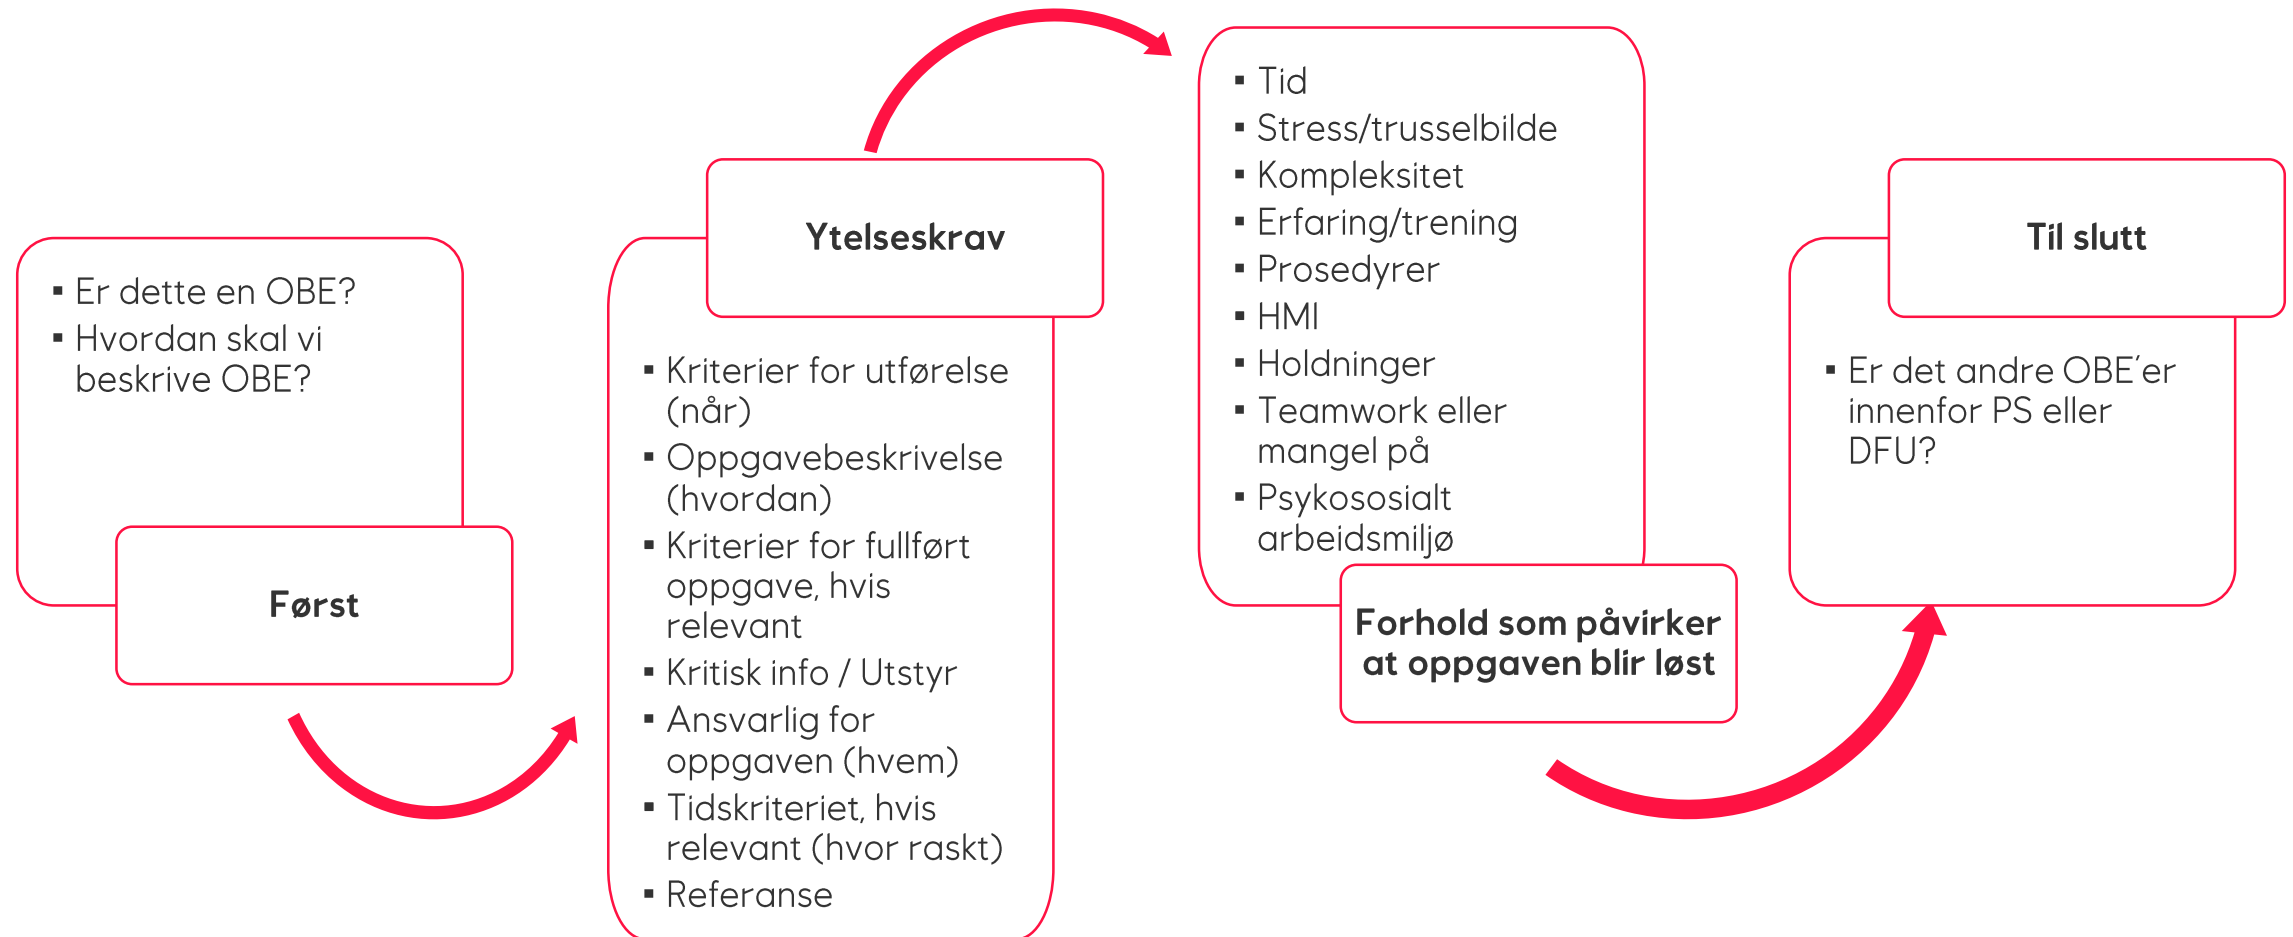 ▪ Er dette en OBE?
▪ Hvordan skal vi
beskrive OBE?
Først
Ytelseskrav
▪ Kriterier for utførelse
(når)
▪ Oppgavebeskrivelse
(hvordan)
▪ Kriterier for fullført
oppgave, hvis
relevant
▪ Kritisk info / Utstyr
▪ Ansvarlig for
oppgaven (hvem)
▪ Tidskriteriet, hvis
relevant (hvor raskt)
▪ Referanse
▪ Tid
▪ Stress/trusselbilde
▪ Kompleksitet
▪ Erfaring/trening
▪ Prosedyrer
▪ HMI
▪ Holdninger
▪ Teamwork eller
mangel på
▪ Psykososialt
arbeidsmiljø
Forhold som påvirker
at oppgaven blir løst
Til slutt
▪ Er det andre OBE´er
innenfor PS eller
DFU?